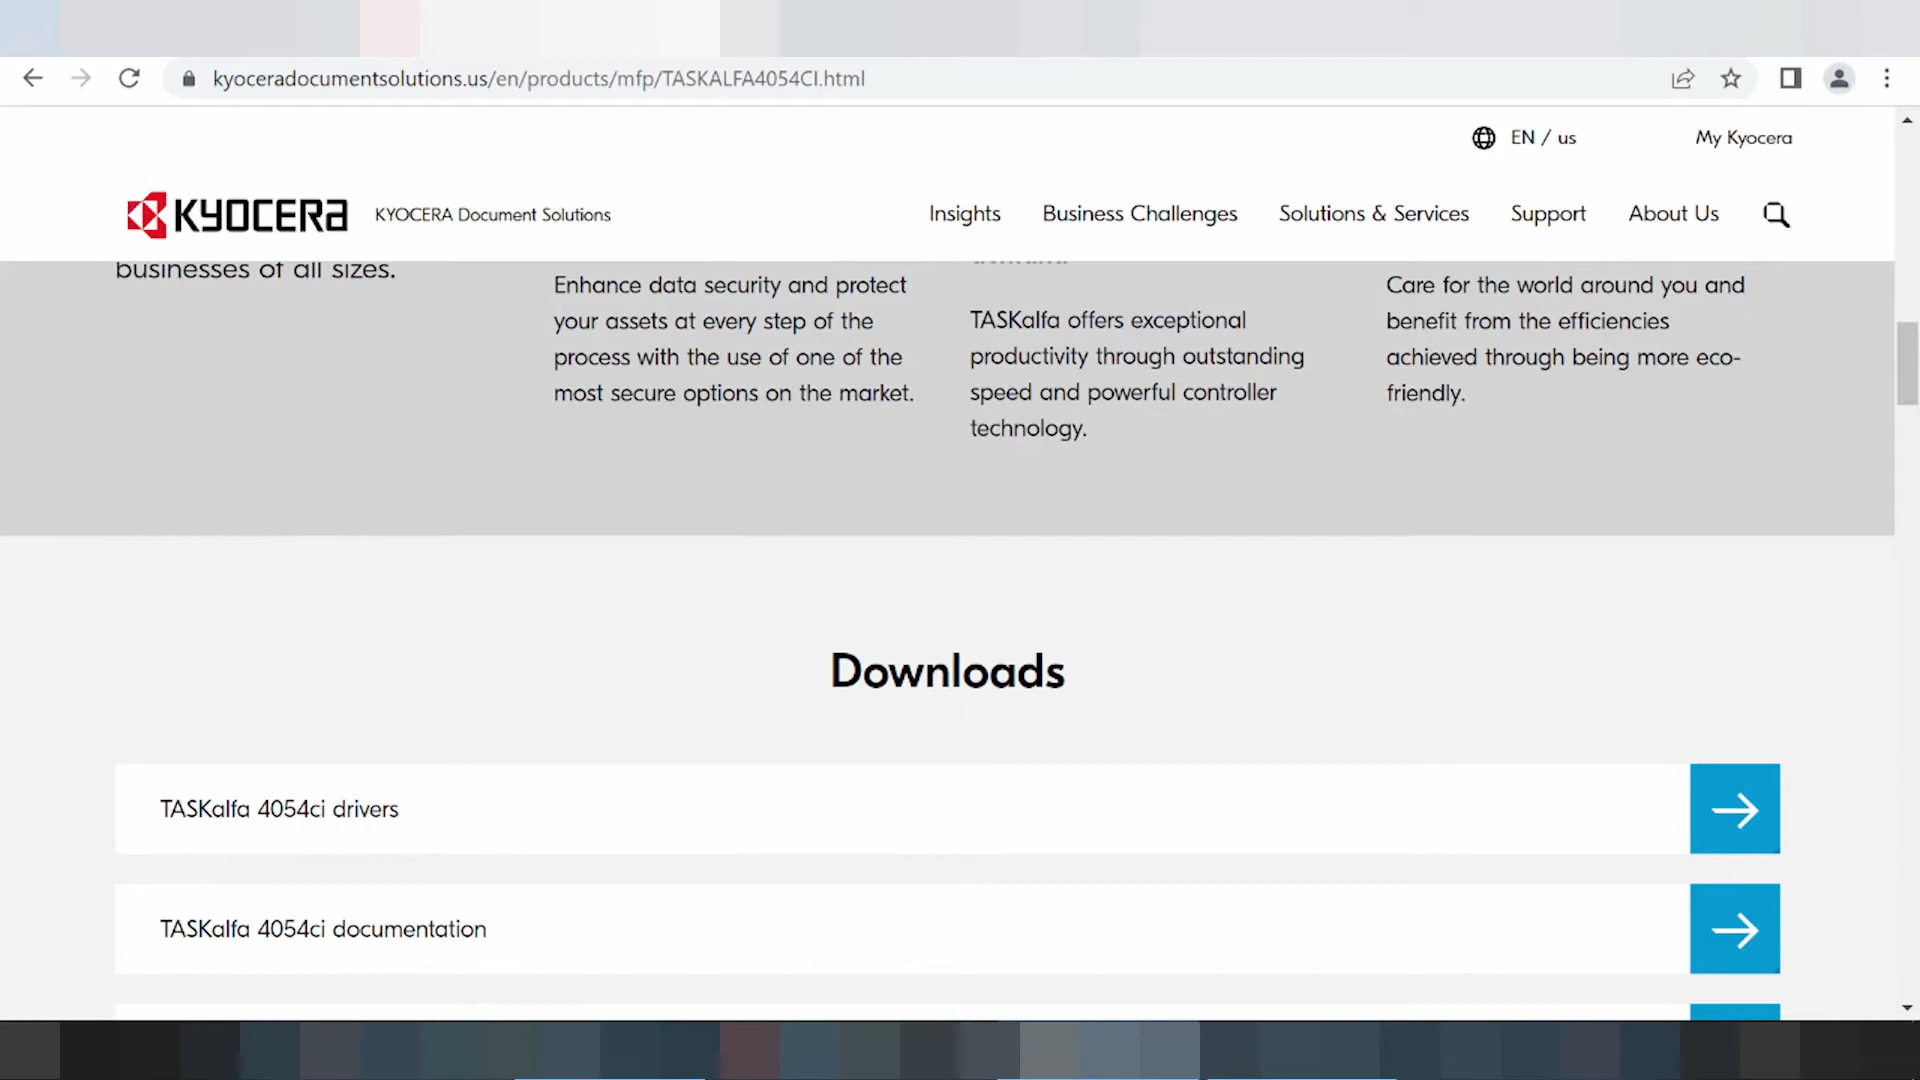 kyoceradocumentsolutions.us/en/products/mfp/TASKALFA4054CI.html
EN / us
My Kyocera
KYOCERA
KYOCERA Document Solutions
Insights
Business Challenges
Solutions & Services
Support
About Us
businesses of all sizes.
Enhance data security and protect
your assets at every step of the
process with the use of one of the
most secure options on the market.
TASKalfa offers exceptional
productivity through outstanding
speed and powerful controller
technology.
Care for the world around you and
benefit from the efficiencies
achieved through being more eco-
friendly.
Downloads
TASKalfa 4054ci drivers
TASKalfa 4054ci documentation